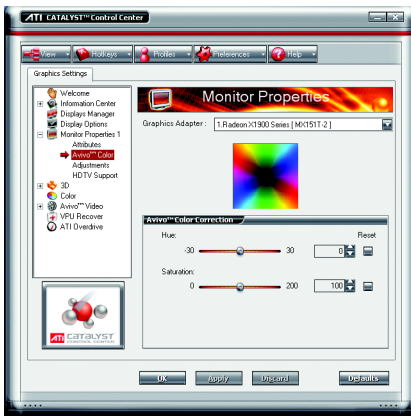 ATI CATALYST™ Control Center
View
Hotkeys
Profiles
Preferences
Help
Graphics Settings
Welcome
Information Center
Displays Manager
Display Options
Monitor Properties 1
Attributes
Avivo™ Color
Adjustments
HDTV Support
3D
Color
Avivo™ Video
VPU Recover
ATI Overdrive
ATI CATALYST
CONTROL CENTER
Monitor Properties
Graphics Adapter :
1.Radeon X1900 Series [ MX151T-2 ]
Avivo™ Color Correction
Hue:
Reset
-30
30
0
Saturation:
0
200
100
OK
Apply
Discard
Defaults